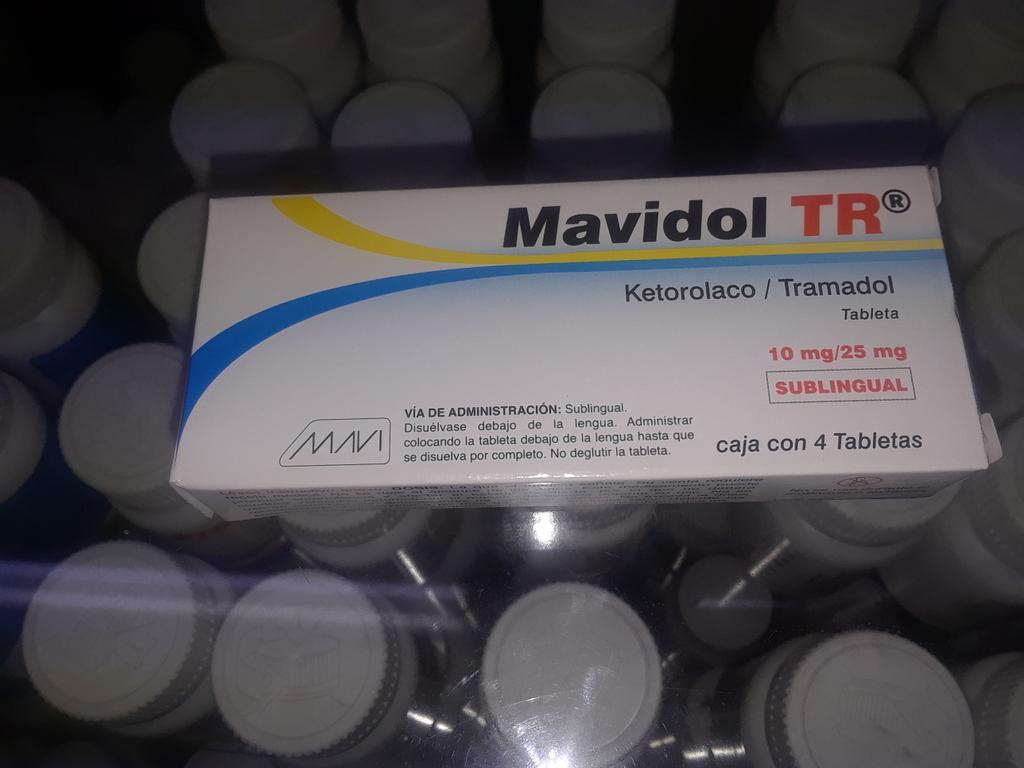 Mavidol TR®
Ketorolaco / Tramadol
Tableta
10 mg/25 mg
SUBLINGUAL
VÍA DE ADMINISTRACIÓN: Sublingual.
Disuélvase debajo de la lengua. Administrar
colocando la tableta debajo de la lengua hasta que
se disuelva por completo. No deglutir la tableta.
MAVI
caja con 4 Tabletas
DOSIS: